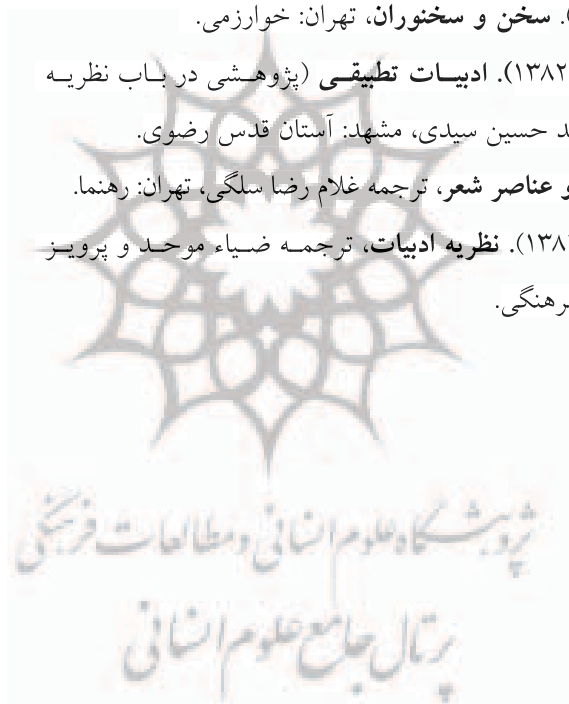 ). سخن و سخنوران، تهران: خوارزمی.
۱۳۸۲). ادبیات تطبیقی (پژوهشی در باب نظریه
د حسین سیدی، مشهد: آستان قدس رضوی.
و عناصر شعر، ترجمه غلام رضا سلگی، تهران: رهنما.
۱۳۸). نظریه ادبیات، ترجمه ضیاء موحد و پرویز
رهنگی.
پژوهشگاه علوم انسانی و مطالعات فرهنگی
پرتال جامع علوم انسانی